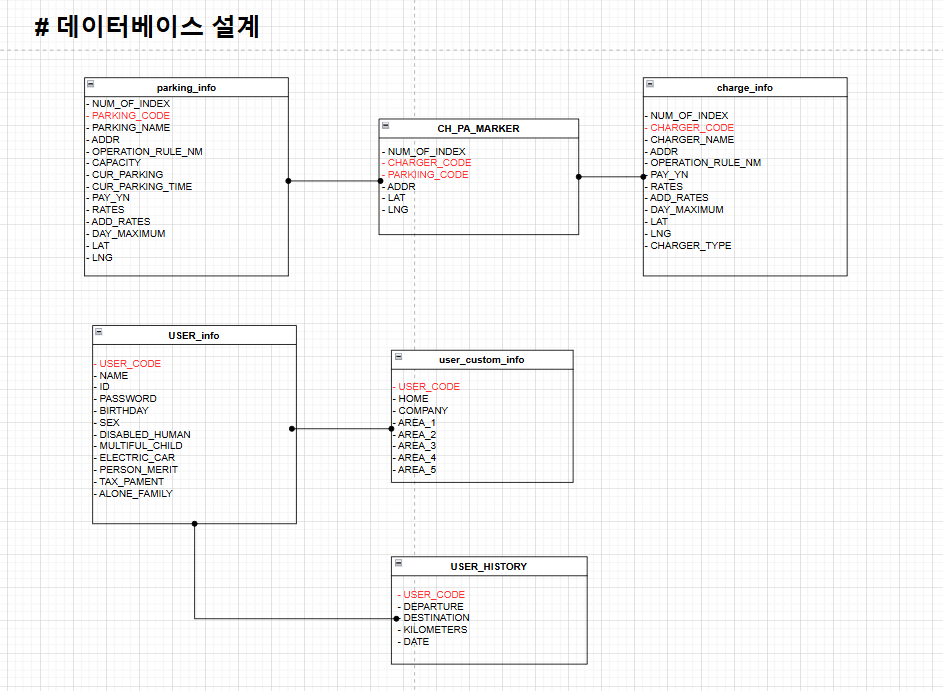 # 데이터베이스 설계
parking_info
- NUM_OF_INDEX
- PARKING_CODE
- PARKING_NAME
- ADDR
- OPERATION_RULE_NM
- CAPACITY
- CUR_PARKING
- CUR_PARKING_TIME
- PAY_YN
- RATES
- ADD_RATES
- DAY_MAXIMUM
- LAT
- LNG
CH_PA_MARKER
- NUM_OF_INDEX
- CHARGER_CODE
- PARKIING_CODE
- ADDR
- LAT
- LNG
charge_info
- NUM_OF_INDEX
- CHARGER_CODE
- CHARGER_NAME
- ADDR
- OPERATION_RULE_NM
- PAY_YN
- RATES
- ADD_RATES
- DAY_MAXIMUM
- LAT
- LNG
- CHARGER_TYPE
USER_info
- USER_CODE
- NAME
- ID
- PASSWORD
- BIRTHDAY
- SEX
- DISABLED_HUMAN
- MULTIFUL_CHILD
- ELECTRIC_CAR
- PERSON_MERIT
- TAX_PAMENT
- ALONE_FAMILY
user_custom_info
- USER_CODE
- HOME
- COMPANY
- AREA_1
- AREA_2
- AREA_3
- AREA_4
- AREA_5
USER_HISTORY
- USER_CODE
- DEPARTURE
- DESTINATION
- KILOMETERS
- DATE